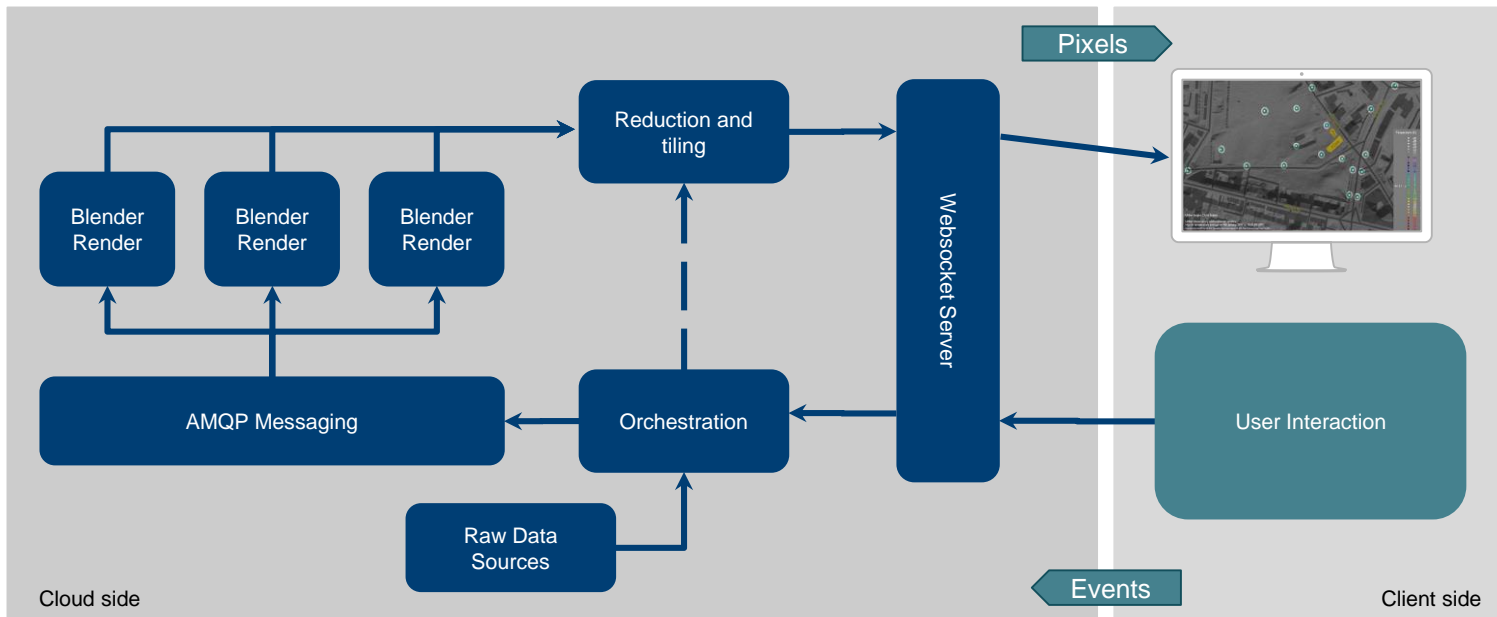 Pixels
Reduction and
tiling
Blender
Render
Blender
Render
Blender
Render
Websocket Server
AMQP Messaging
Orchestration
User Interaction
Raw Data
Sources
Events
Cloud side
Client side